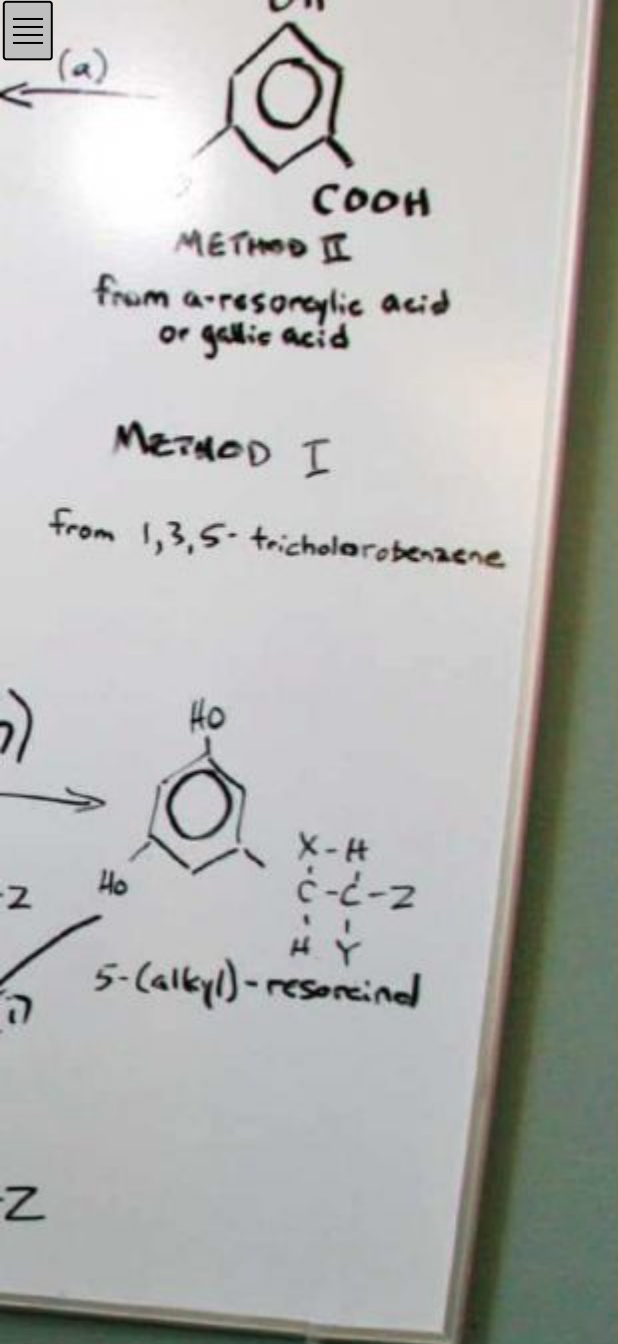 OH
(a)
COOH
METHOD II
from α-resorcylic acid
or gallic acid
METHOD I
from 1,3,5-tricholorobenzene
HO
X-H
Ho
C-C-Z
-Z
H Y
5-(alkyl)-resorcinol
(i)
-Z